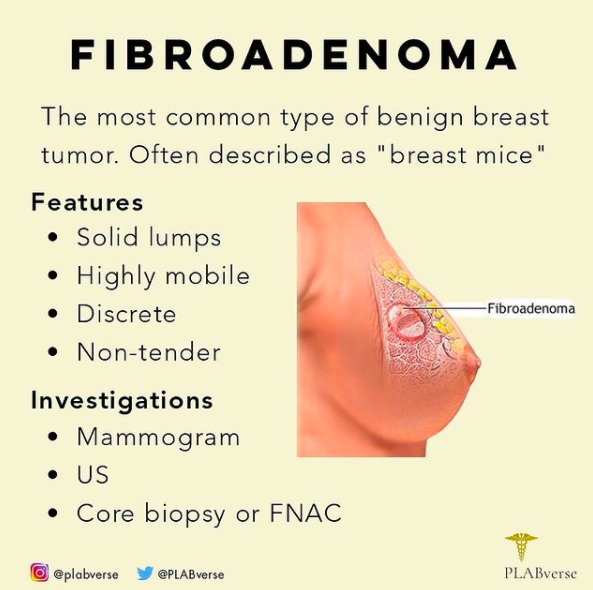 FIBROADENOMA
The most common type of benign breast
tumor. Often described as "breast mice"
Features
• Solid lumps
• Highly mobile
• Discrete
• Non-tender
Fibroadenoma
Investigations
• Mammogram
• US
• Core biopsy or FNAC
@plabverse @PLABverse
PLABverse